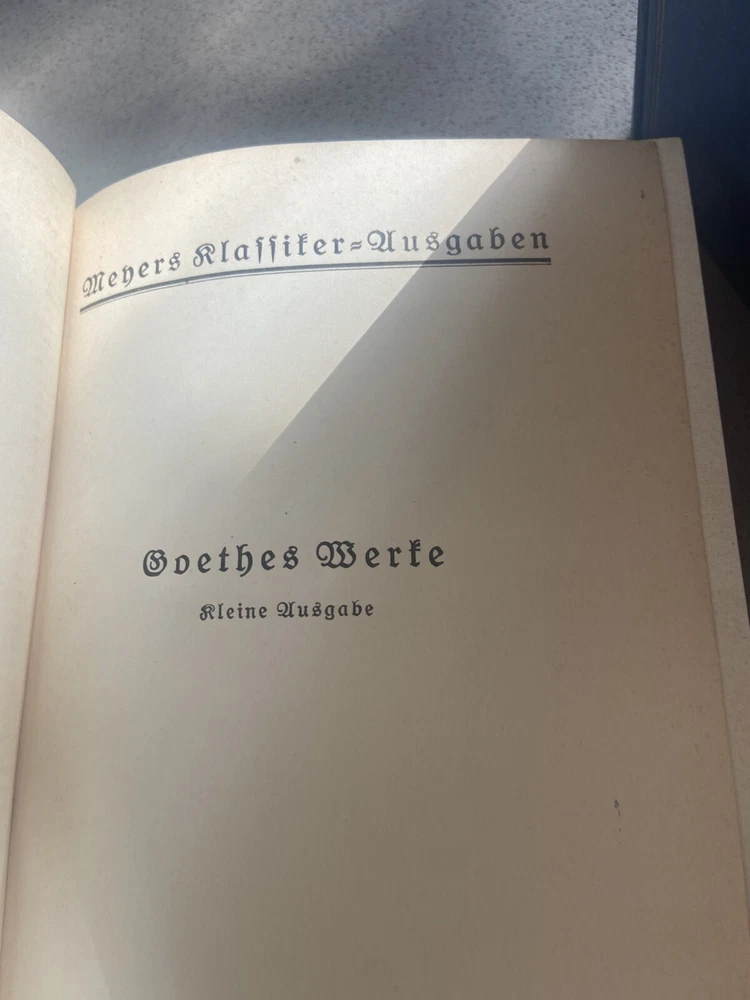 Meyers Klaſſiker⸗Ausgaben
Goethes Werke
Kleine Ausgabe